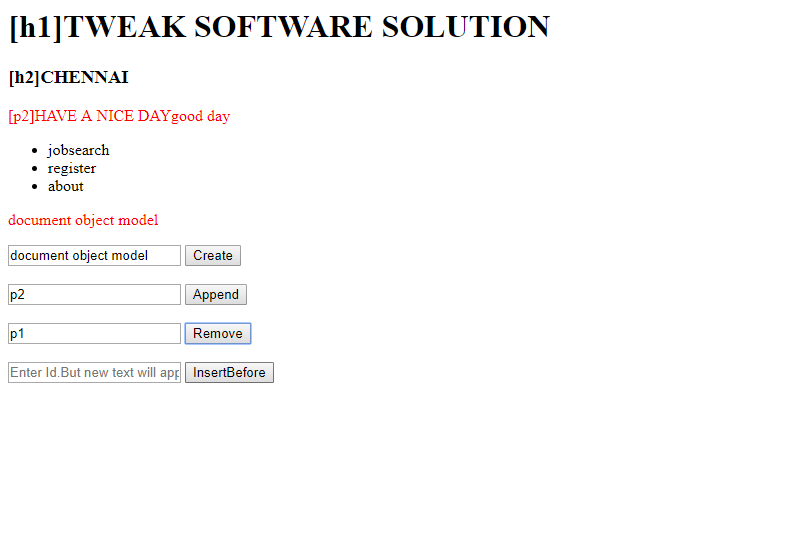 [h1]TWEAK SOFTWARE SOLUTION
[h2]CHENNAI
[p2]HAVE A NICE DAYgood day
jobsearch
register
about
document object model
document object model Create
p2 Append
p1 Remove
Enter Id.But new text will app InsertBefore